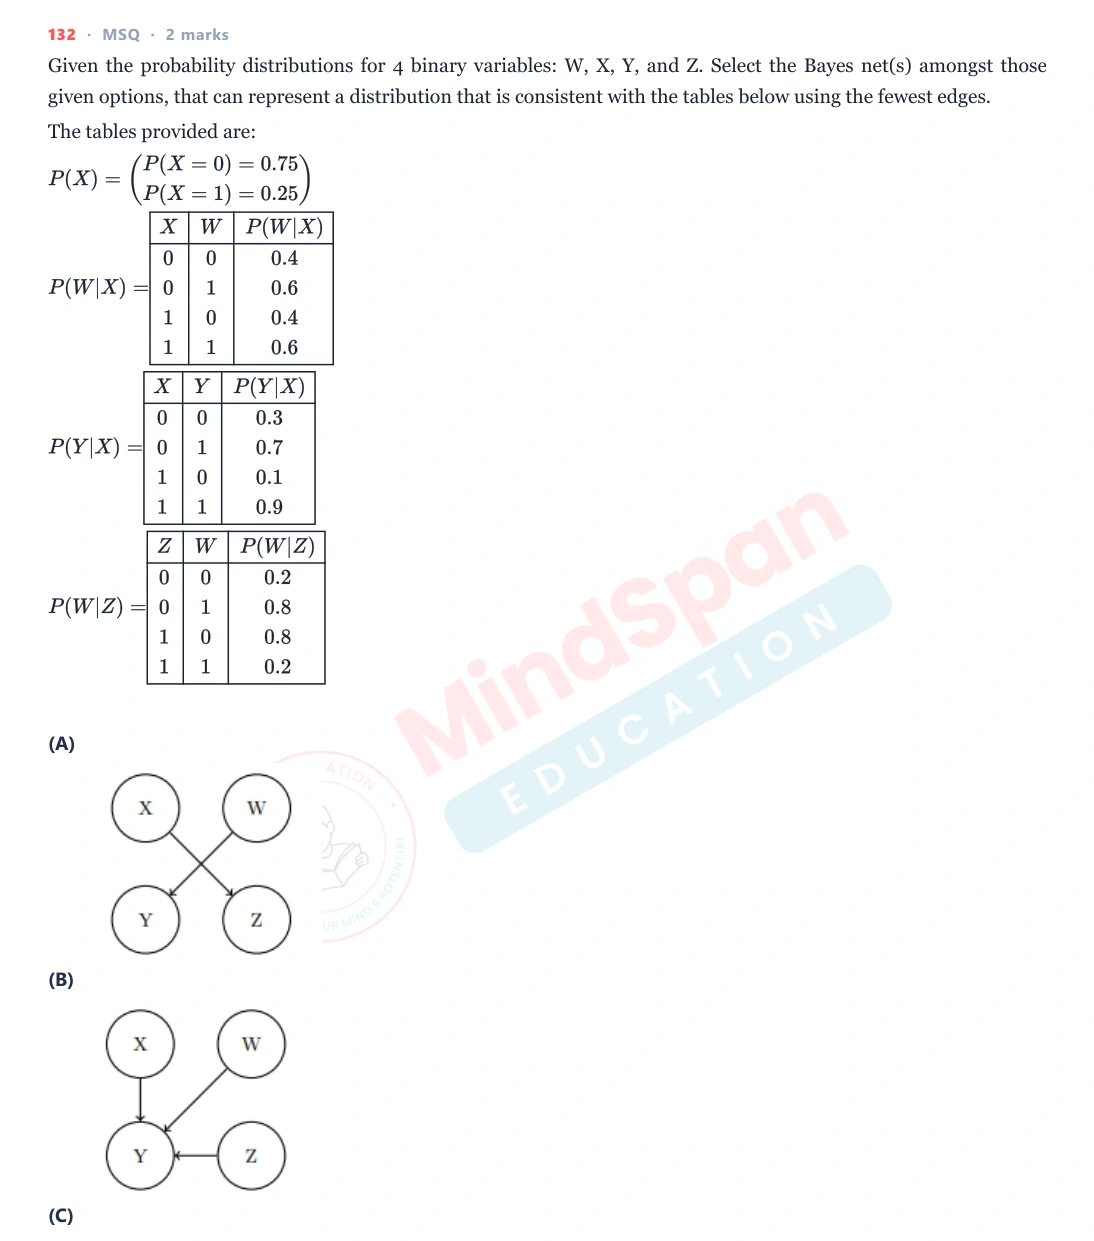 132 · MSQ · 2 marks
Given the probability distributions for 4 binary variables: W, X, Y, and Z. Select the Bayes net(s) amongst those
given options, that can represent a distribution that is consistent with the tables below using the fewest edges.
The tables provided are:
P(X) = (P(X = 0) = 0.75
P(X = 1) = 0.25)
X W P(W|X)
0 0 0.4
P(W|X) = 0 1 0.6
1 0 0.4
1 1 0.6
X Y P(Y|X)
0 0 0.3
P(Y|X) = 0 1 0.7
1 0 0.1
1 1 0.9
Z W P(W|Z)
0 0 0.2
P(W|Z) = 0 1 0.8
1 0 0.8
1 1 0.2
MindSpan
EDUCATION
(A)
X W
Y Z
ATION
UR MIND'S POTENTIAL
(B)
X W
Y Z
(C)